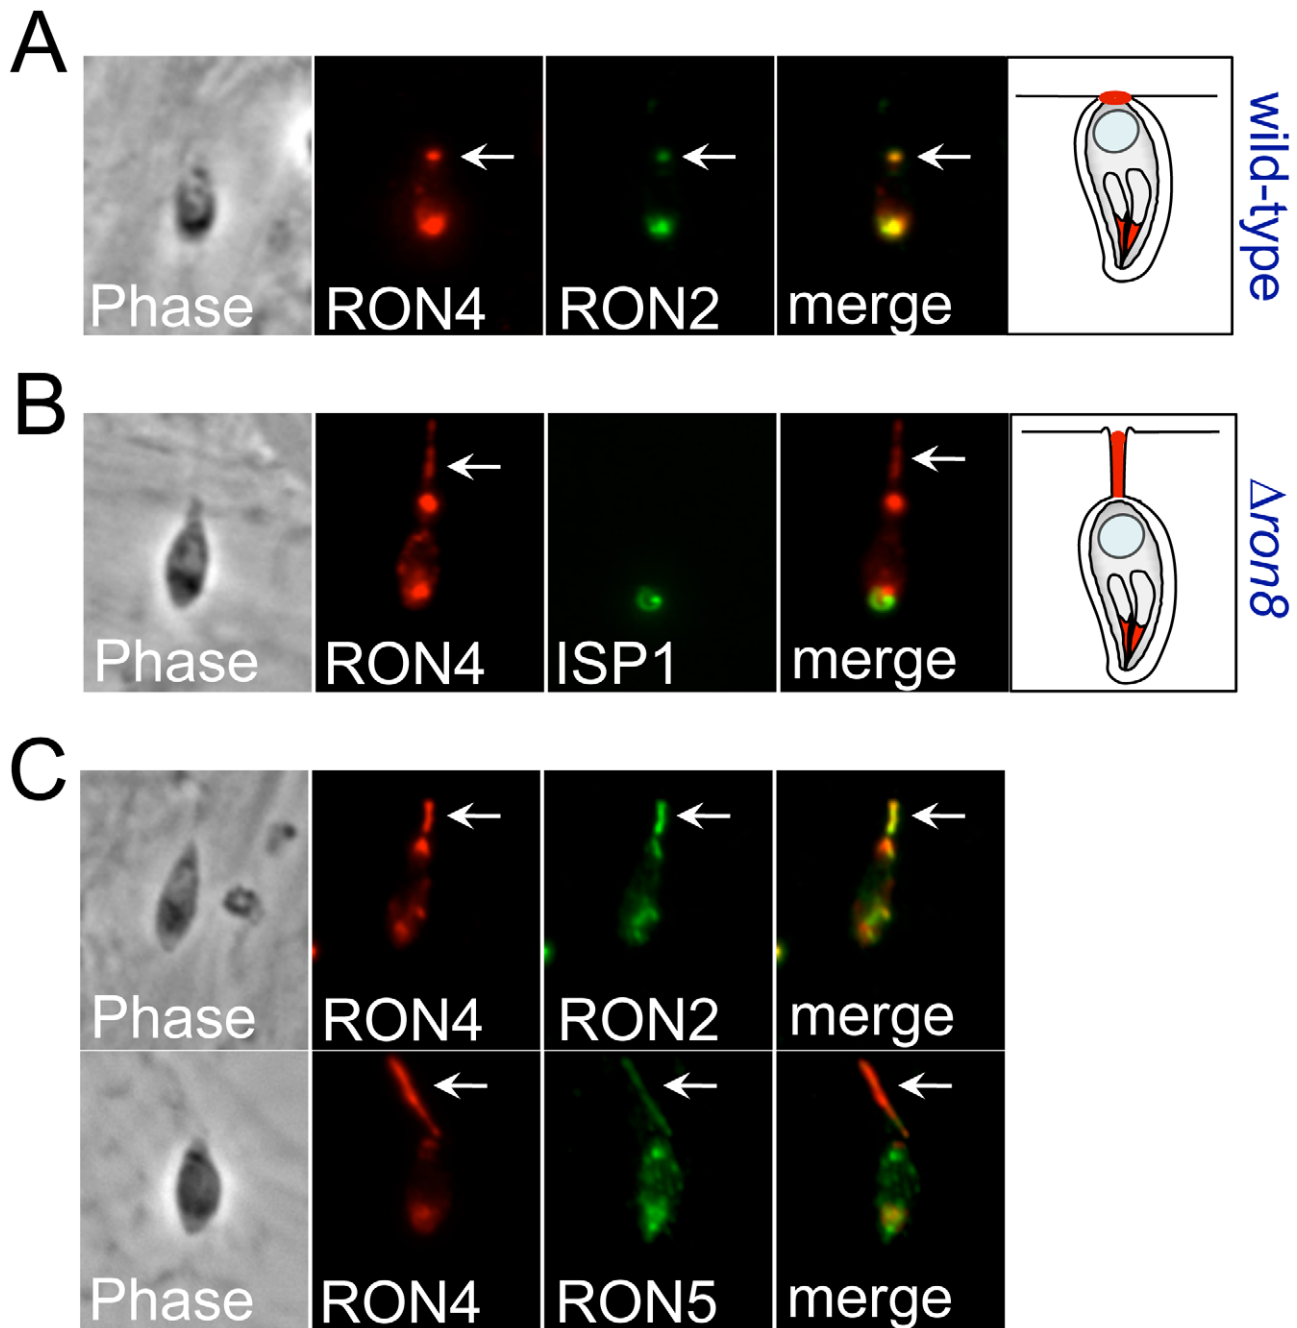 A
Phase
RON4
RON2
merge
wild-type
B
Phase
RON4
ISP1
merge
Δron8
C
Phase
RON4
RON2
merge
Phase
RON4
RON5
merge